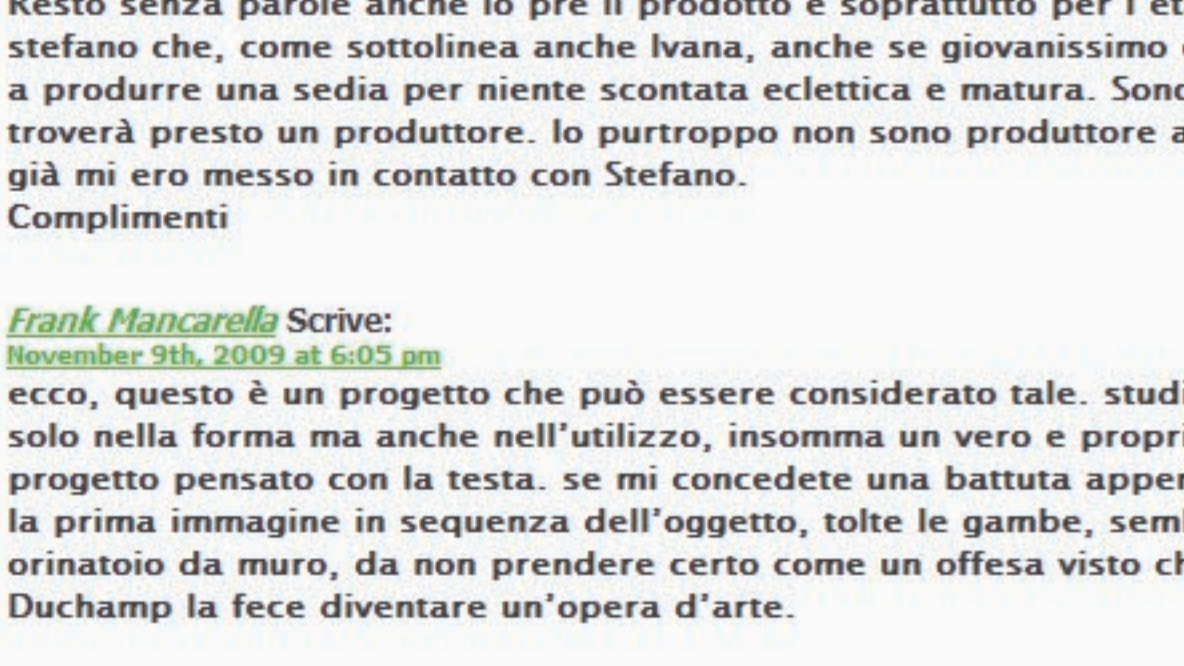 Resto senza parole anche io pre il prodotto e soprattutto per l'et
stefano che, come sottolinea anche Ivana, anche se giovanissimo
a produrre una sedia per niente scontata eclettica e matura. Sono
troverà presto un produttore. Io purtroppo non sono produttore a
già mi ero messo in contatto con Stefano.
Complimenti
Frank Mancarella Scrive:
November 9th, 2009 at 6:05 pm
ecco, questo è un progetto che può essere considerato tale. studi
solo nella forma ma anche nell'utilizzo, insomma un vero e propri
progetto pensato con la testa. se mi concedete una battuta apper
la prima immagine in sequenza dell'oggetto, tolte le gambe, seml
orinatoio da muro, da non prendere certo come un offesa visto ch
Duchamp la fece diventare un'opera d'arte.